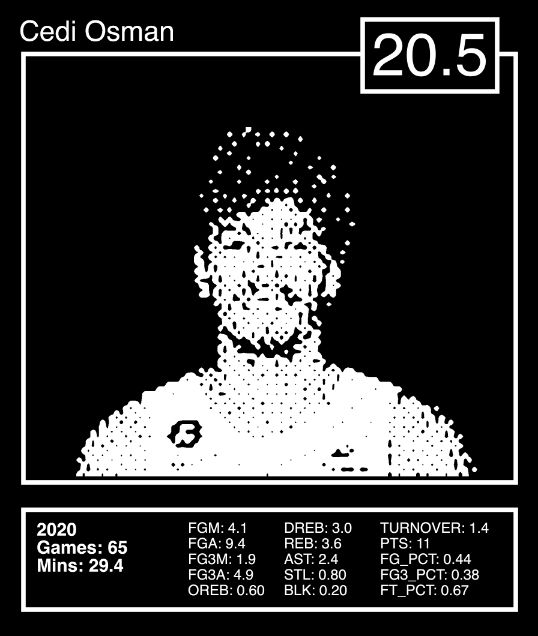 Cedi Osman
20.5
2020
Games: 65
Mins: 29.4
FGM: 4.1
FGA: 9.4
FG3M: 1.9
FG3A: 4.9
OREB: 0.60
DREB: 3.0
REB: 3.6
AST: 2.4
STL: 0.80
BLK: 0.20
TURNOVER: 1.4
PTS: 11
FG_PCT: 0.44
FG3_PCT: 0.38
FT_PCT: 0.67